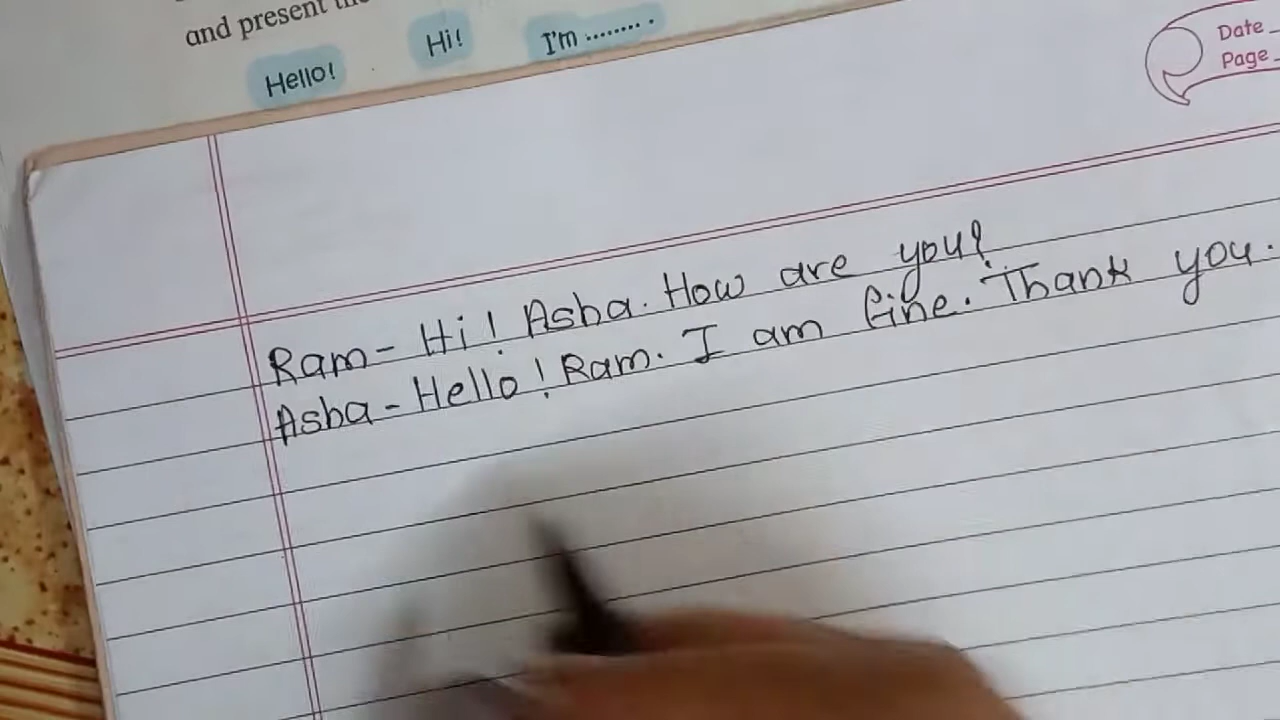 and present
Hello! Hi! I'm ........ .
Date
Page
Ram- Hi! Asha. How are you?
Asha- Hello! Ram. I am fine. Thank you.